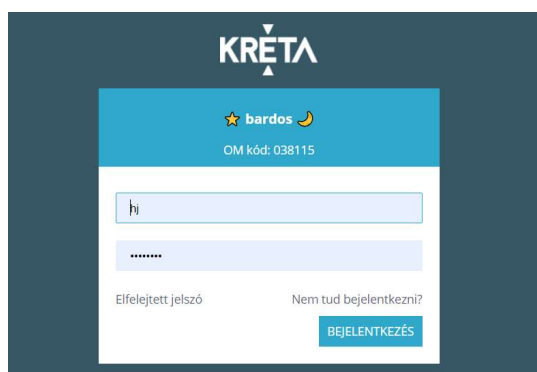 KRÉTA
⭐ bardos 🌙
OM kód: 038115
hj
••••••••
Elfelejtett jelszó Nem tud bejelentkezni?
BEJELENTKEZÉS